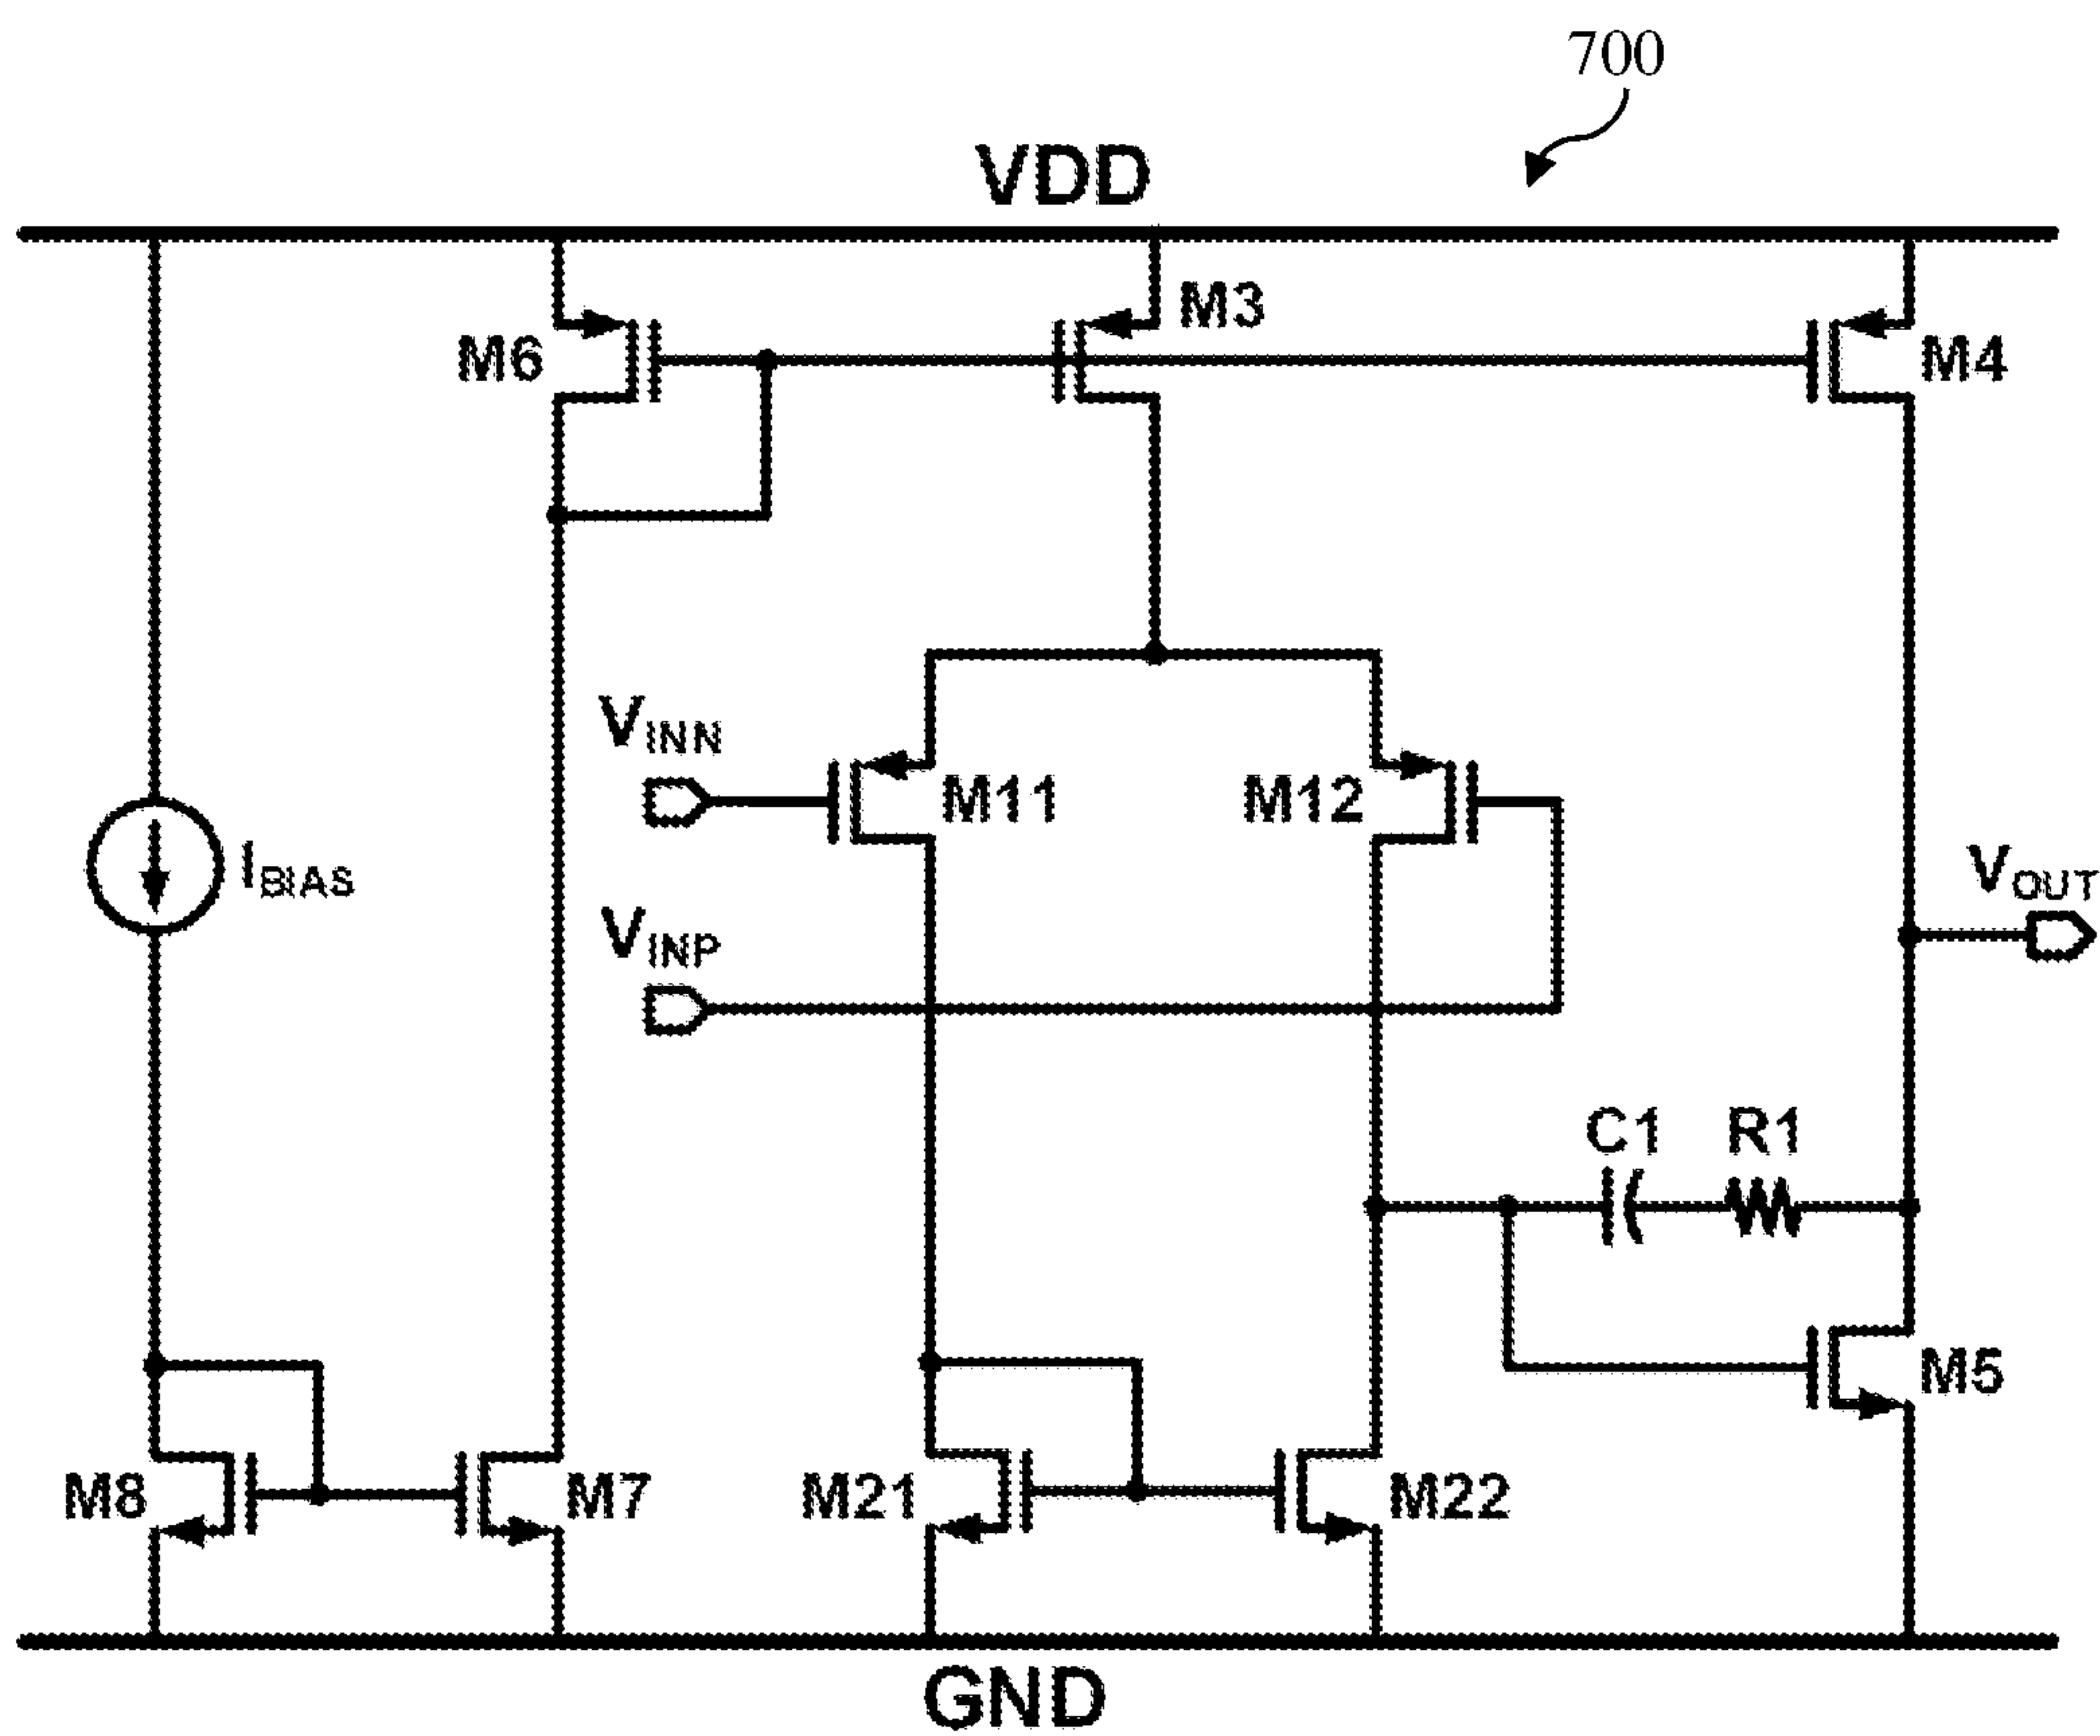 700
VDD
M3
M6
M4
VINN
M11
M12
IBIAS
VOUT
VINP
C1
R1
M5
M8
M7
M21
M22
GND